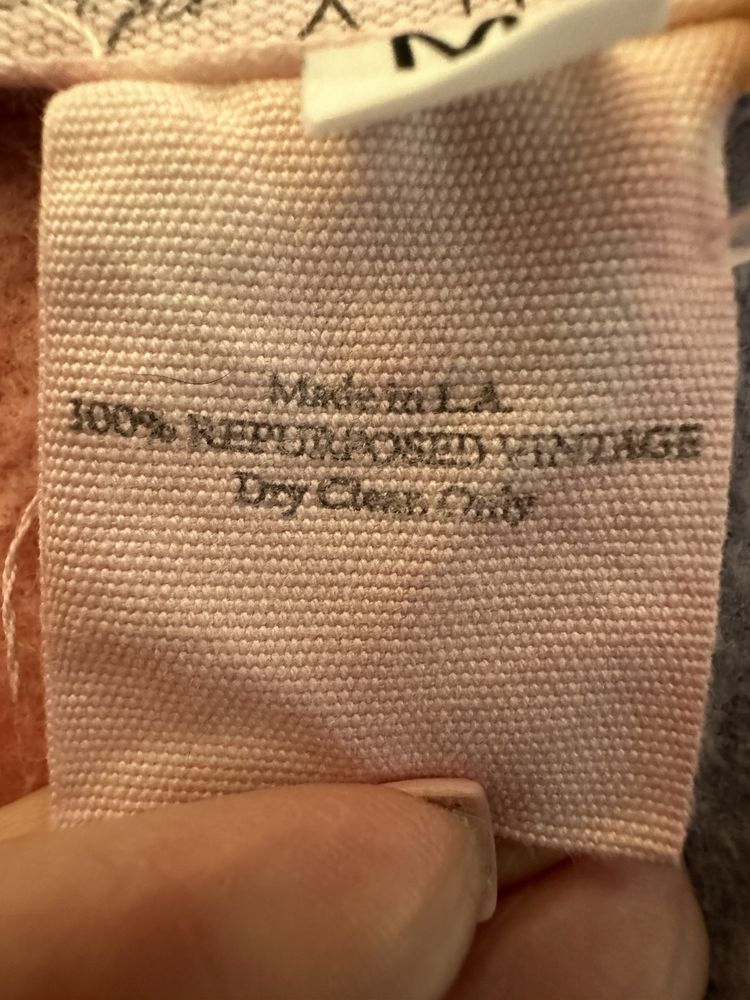 M
Made in L.A.
100% REPURPOSED VINTAGE
Dry Clean Only